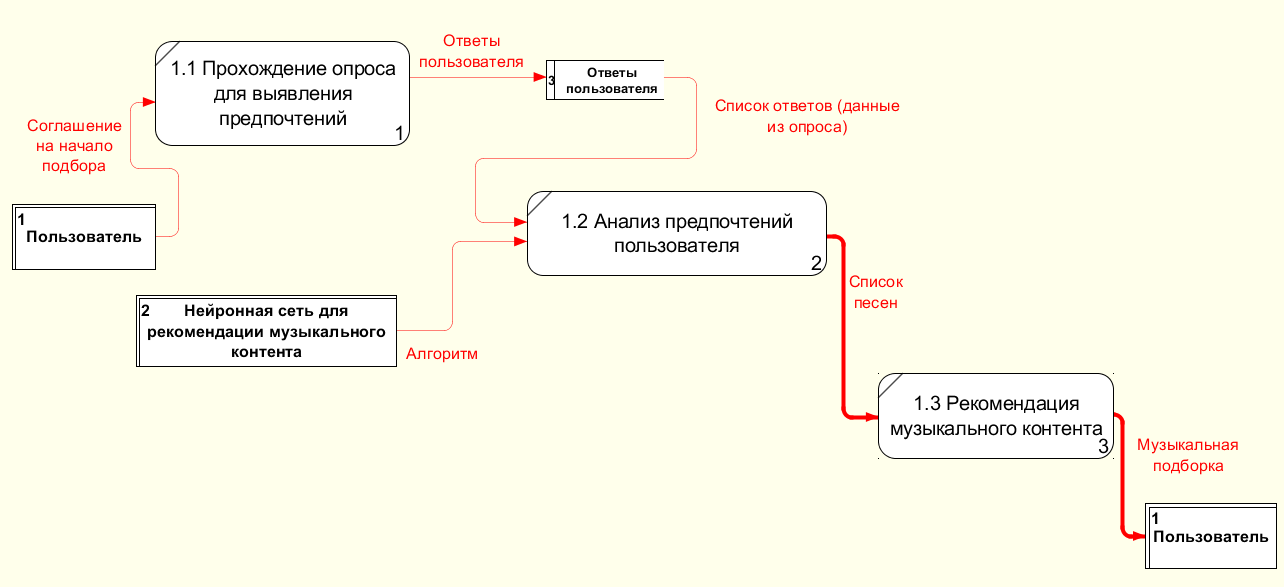 1.1 Прохождение опроса
для выявления
предпочтений
1
Ответы
пользователя
3
Ответы
пользователя
Список ответов (данные
из опроса)
Соглашение
на начало
подбора
1
Пользователь
1.2 Анализ предпочтений
пользователя
2
2 Нейронная сеть для
рекомендации музыкального
контента
Алгоритм
Список
песен
1.3 Рекомендация
музыкального контента
3
Музыкальная
подборка
1
Пользователь